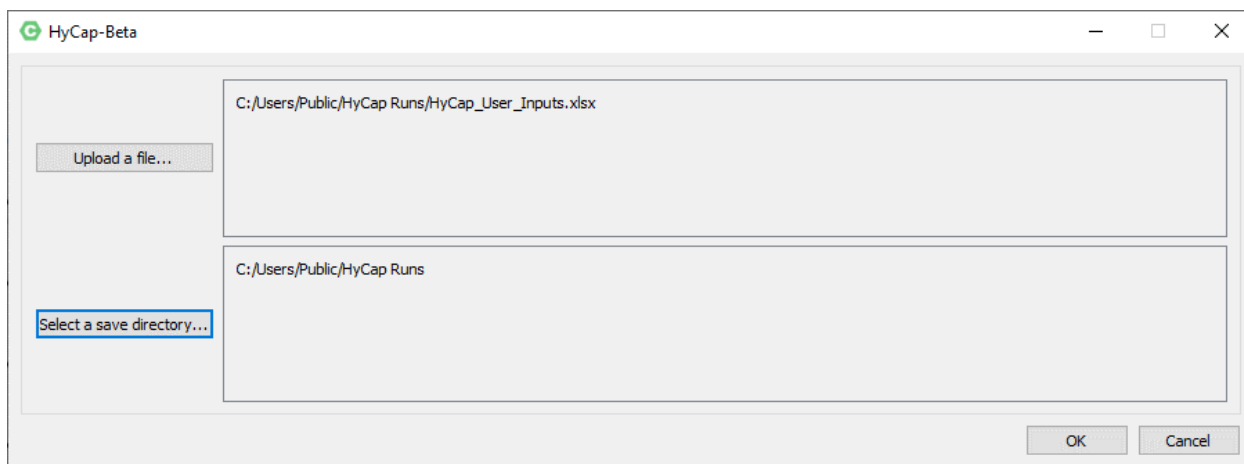 HyCap-Beta
C:/Users/Public/HyCap Runs/HyCap_User_Inputs.xlsx
Upload a file...
C:/Users/Public/HyCap Runs
Select a save directory...
OK
Cancel